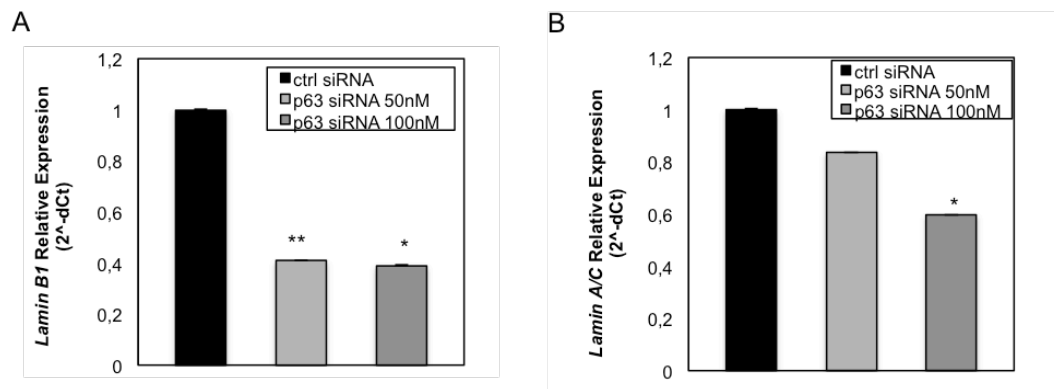 A
Lamin B1 Relative Expression
(2^-dCt)
1,2
1
0,8
0,6
0,4
0,2
0
ctrl siRNA
p63 siRNA 50nM
p63 siRNA 100nM
**
*
B
Lamin A/C Relative Expression
(2^-dCt)
1,2
1
0,8
0,6
0,4
0,2
0
ctrl siRNA
p63 siRNA 50nM
p63 siRNA 100nM
*